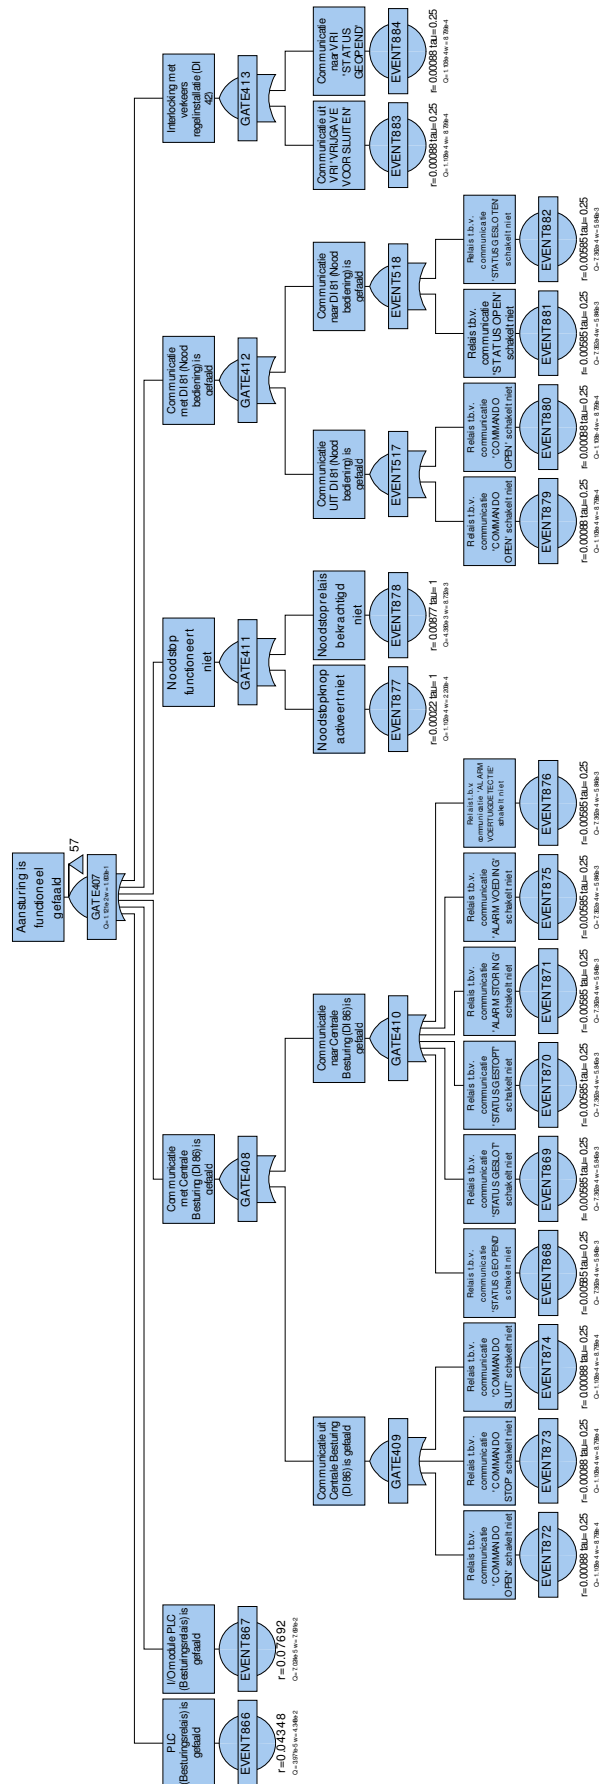 Aansturing is
functioneel
gefaald
57
GATE407
PLC
(Besturingsrelais) is
gefaald
EVENT866
r=0.04348
I/O module PLC
(Besturingsrelais) is
gefaald
EVENT867
r=0.07692
Communicatie
met Centrale
Besturing (DI 86) is
gefaald
GATE408
Noodstop
functioneert
niet
GATE411
Communicatie
met DI 81 (Nood
bediening) is
gefaald
GATE412
Interlocking met
verkeers
regelinstallatie (DI
42)
GATE413
Communicatie uit
Centrale Besturing
(DI 86) is gefaald
GATE409
Communicatie
naar Centrale
Besturing (DI 86) is
gefaald
GATE410
Noodstopknop
activeert niet
EVENT877
r=0.00022 tau=1
Noodstoprelais
bekrachtigd
niet
EVENT878
r=0.00877 tau=1
Communicatie
UIT DI 81 (Nood
bediening) is
gefaald
EVENT517
Communicatie
naar DI 81 (Nood
bediening) is
gefaald
EVENT518
Communicatie uit
VRI 'VRIJGAVE
VOOR SLUITEN'
EVENT883
r=0.00088 tau=0.25
Communicatie
naar VRI
'STATUS
GEOPEND'
EVENT884
r=0.00088 tau=0.25
Relais t.b.v.
communicatie
'COMMANDO
OPEN' schakelt niet
EVENT872
r=0.00088 tau=0.25
Relais t.b.v.
communicatie
'COMMANDO
STOP' schakelt niet
EVENT873
r=0.00088 tau=0.25
Relais t.b.v.
communicatie
'COMMANDO
SLUIT' schakelt niet
EVENT874
r=0.00088 tau=0.25
Relais t.b.v.
communicatie
'STATUS GEOPEND'
schakelt niet
EVENT868
r=0.00585 tau=0.25
Relais t.b.v.
communicatie
'STATUS GESLOT'
schakelt niet
EVENT869
r=0.00585 tau=0.25
Relais t.b.v.
communicatie
'STATUS GESTOPT'
schakelt niet
EVENT870
r=0.00585 tau=0.25
Relais t.b.v.
communicatie
'ALARM STORING'
schakelt niet
EVENT871
r=0.00585 tau=0.25
Relais t.b.v.
communicatie
'ALARM VOEDING'
schakelt niet
EVENT875
r=0.00585 tau=0.25
Relais t.b.v.
communicatie 'ALARM
VOERTUIGDETECTIE'
schakelt niet
EVENT876
r=0.00585 tau=0.25
Relais t.b.v.
communicatie
'COMMANDO
OPEN' schakelt niet
EVENT879
r=0.00088 tau=0.25
Relais t.b.v.
communicatie
'COMMANDO
OPEN' schakelt niet
EVENT880
r=0.00088 tau=0.25
Relais t.b.v.
communicatie
'STATUS OPEN'
schakelt niet
EVENT881
r=0.00585 tau=0.25
Relais t.b.v.
communicatie
'STATUS GESLOTEN'
schakelt niet
EVENT882
r=0.00585 tau=0.25